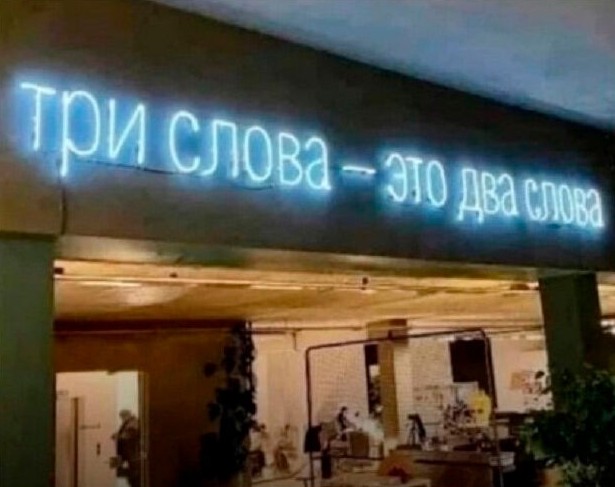 три слова – это два слова